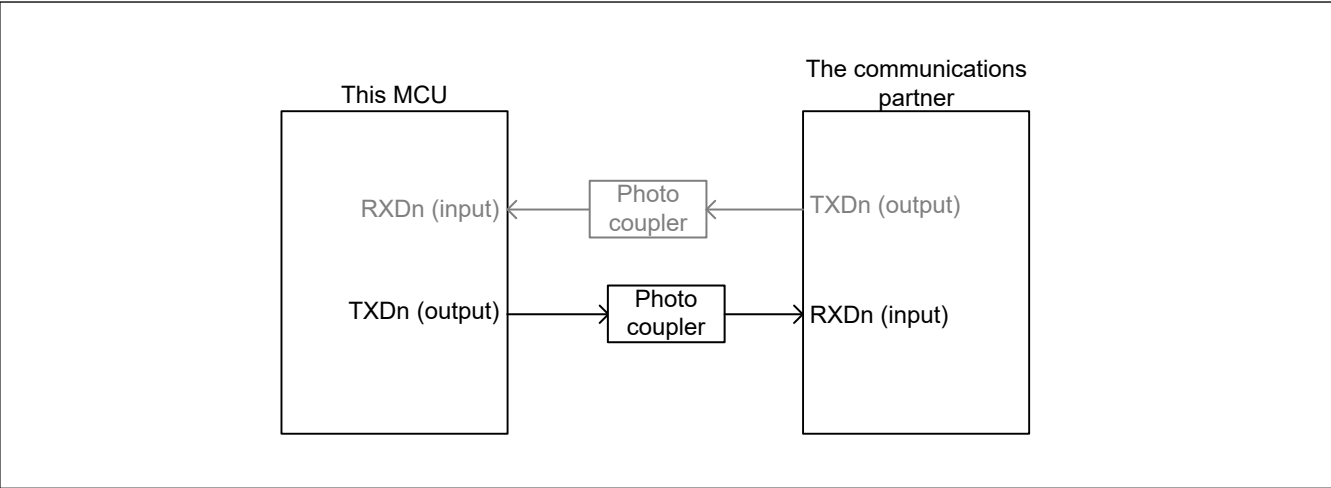 This MCU
The communications
partner
RXDn (input)
Photo
coupler
TXDn (output)
TXDn (output)
Photo
coupler
RXDn (input)